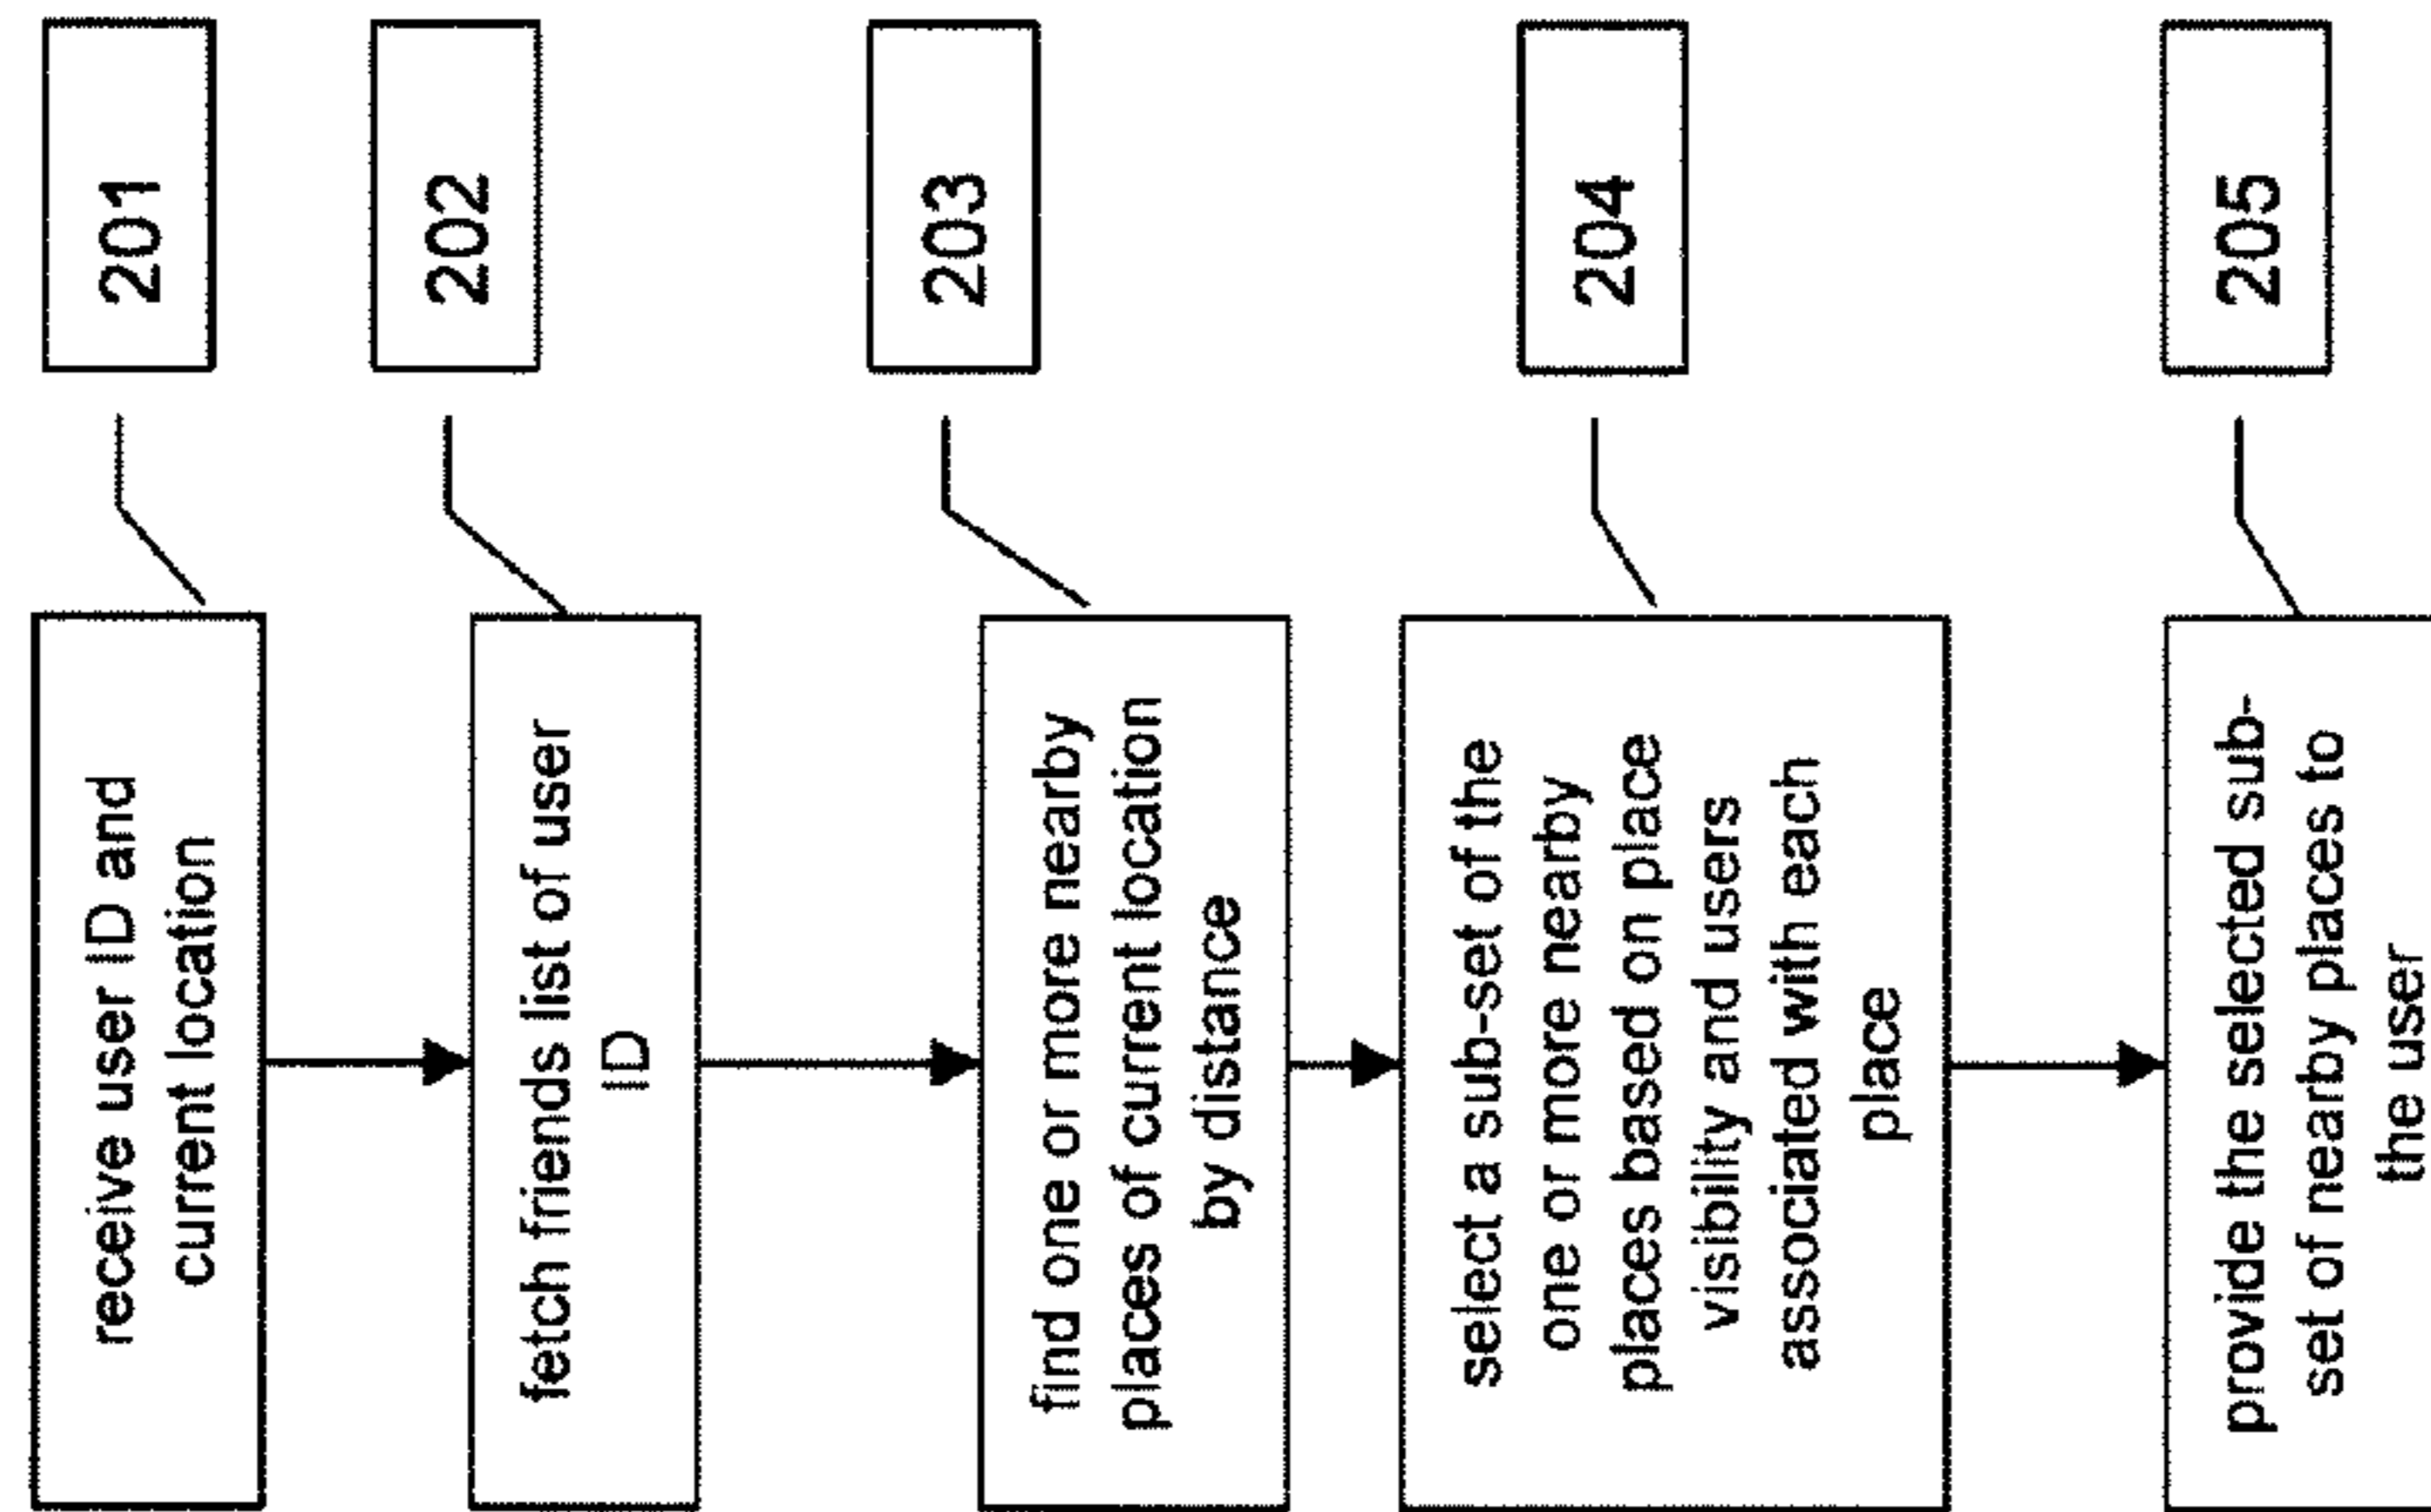 receive user ID and
current location
201
fetch friends list of user
ID
202
find one or more nearby
places of current location
by distance
203
select a sub-set of the
one or more nearby
places based on place
visibility and users
associated with each
place
204
provide the selected sub-
set of nearby places to
the user
205